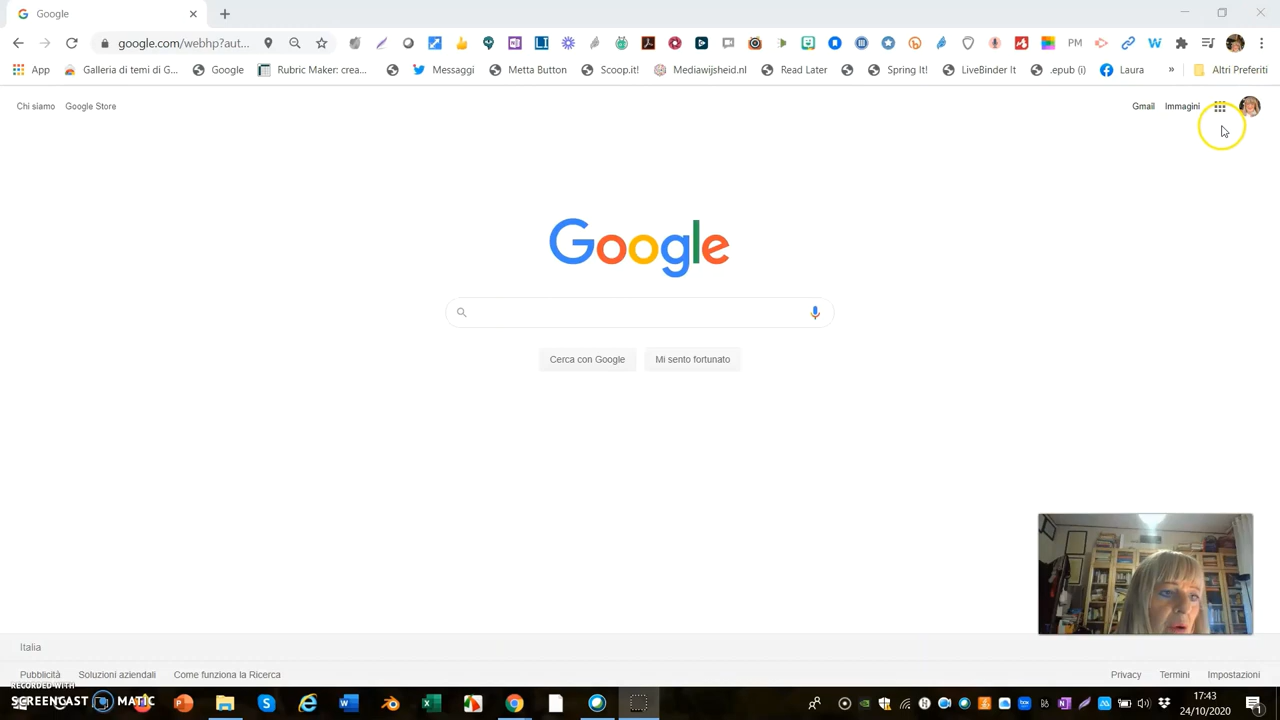 Google
google.com/webhp?aut...
PM
App
Galleria di temi di G...
Google
Rubric Maker: crea...
Messaggi
Metta Button
Scoop.it!
Mediawijsheid.nl
Read Later
Spring It!
LiveBinder It
.epub (i)
Laura
»
Altri Preferiti
Chi siamo
Google Store
Gmail
Immagini
Google
Cerca con Google
Mi sento fortunato
Italia
Pubblicità
Soluzioni aziendali
Come funziona la Ricerca
Privacy
Termini
Impostazioni
RECORDED WITH
SCREENCAST MATIC
17:43
24/10/2020